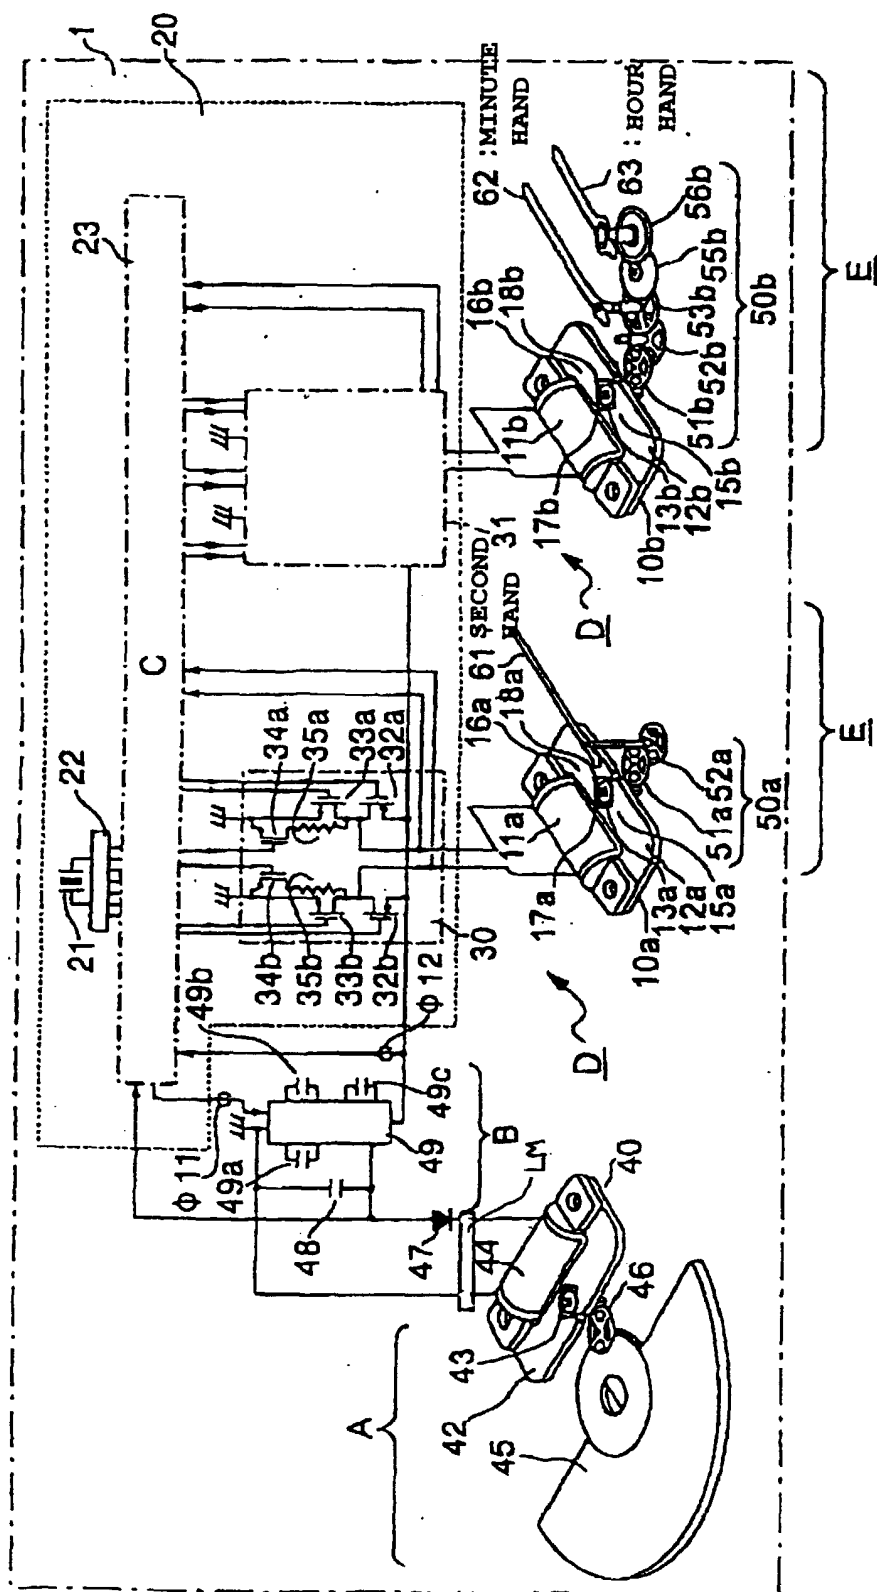 1
20
23
C
22
21
34a
35a
33a
32a
34b
35b
33b
32b
30
31
Φ12
49b
49c
49
49a
Φ11
48
47
B
LM
44
40
46
43
42
45
A
D
E
61 SECOND/
HAND
16a
18a
11a
17a
10a
13a
12a
15a
51a
52a
50a
D
E
62 :MINUTE
HAND
63 :HOUR
HAND
16b
18b
11b
17b
10b
13b
12b
15b
51b
52b
53b
55b
56b
50b